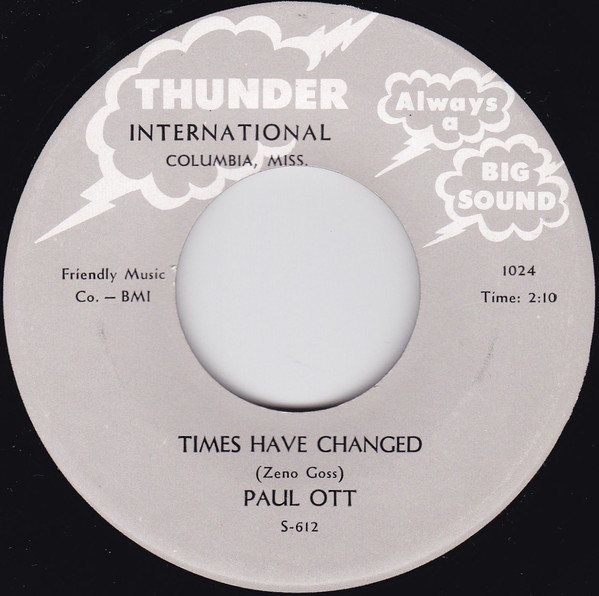 THUNDER
INTERNATIONAL
COLUMBIA, MISS.
Always
a
BIG
SOUND
Friendly Music
Co. — BMI
1024
Time: 2:10
TIMES HAVE CHANGED
(Zeno Goss)
PAUL OTT
S-612